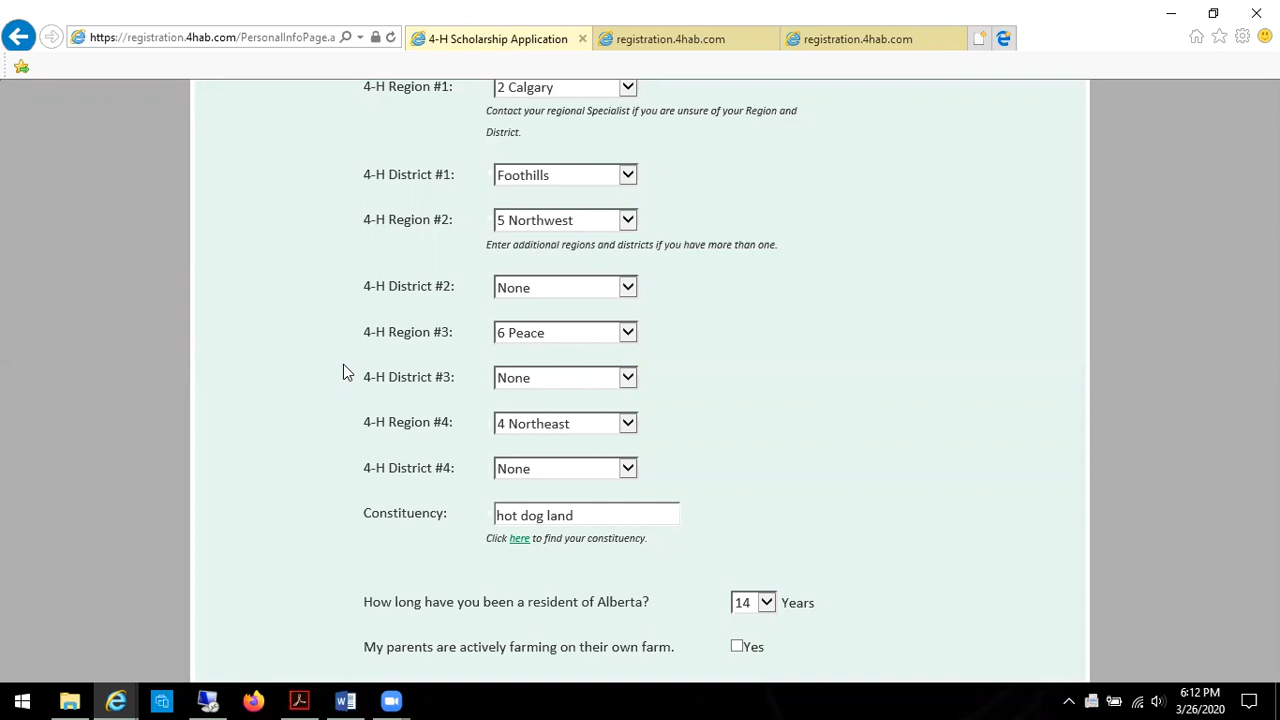 https://registration.4hab.com/PersonalInfoPage.a
4-H Scholarship Application
registration.4hab.com
registration.4hab.com
4-H Region #1: 2 Calgary
Contact your regional Specialist if you are unsure of your Region and
District.
4-H District #1: Foothills
4-H Region #2: 5 Northwest
Enter additional regions and districts if you have more than one.
4-H District #2: None
4-H Region #3: 6 Peace
4-H District #3: None
4-H Region #4: 4 Northeast
4-H District #4: None
Constituency: hot dog land
Click here to find your constituency.
How long have you been a resident of Alberta? 14 Years
My parents are actively farming on their own farm. Yes
6:12 PM
3/26/2020